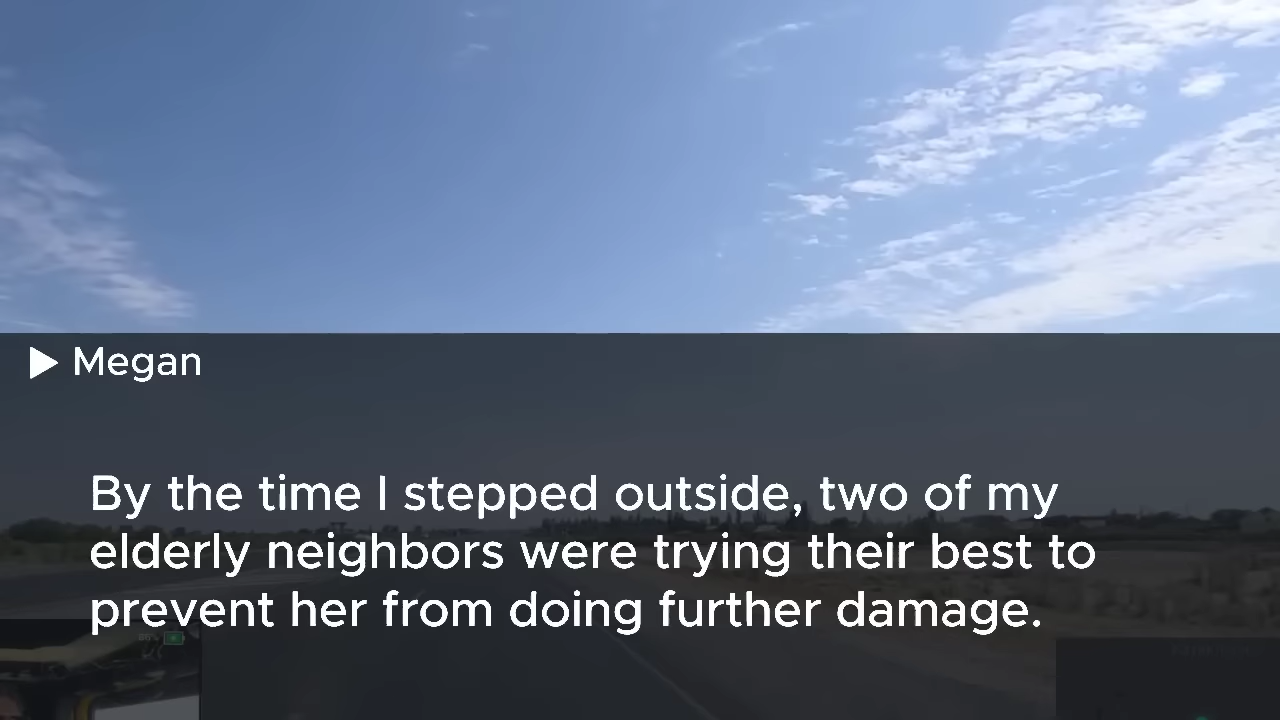 Megan
By the time I stepped outside, two of my
elderly neighbors were trying their best to
prevent her from doing further damage.